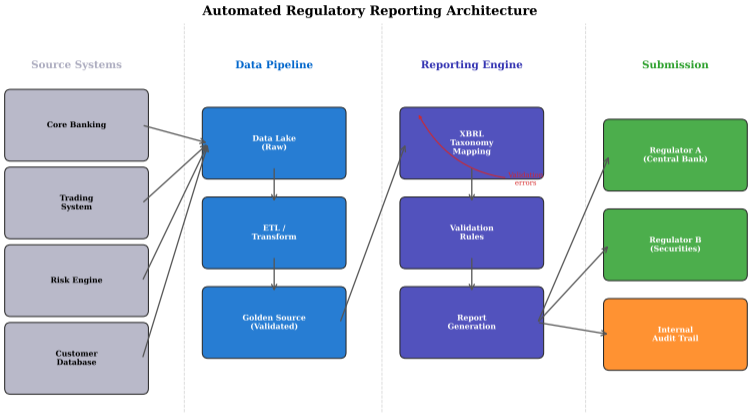 Automated Regulatory Reporting Architecture
Source Systems
Data Pipeline
Reporting Engine
Submission
Core Banking
Trading
System
Risk Engine
Customer
Database
Data Lake
(Raw)
ETL /
Transform
Golden Source
(Validated)
XBRL
Taxonomy
Mapping
errors
Validation
Rules
Report
Generation
Regulator A
(Central Bank)
Regulator B
(Securities)
Internal
Audit Trail